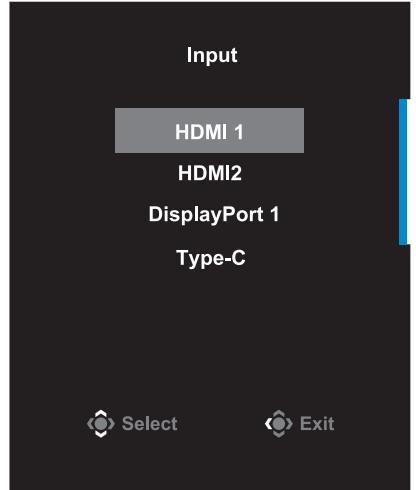 Input
HDMI 1
HDMI2
DisplayPort 1
Type-C
Select Exit